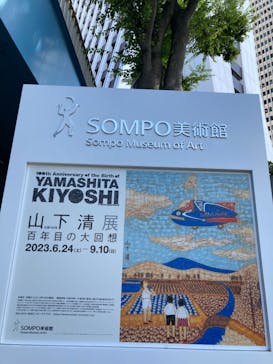 SOMPO美術館
Sompo Museum of Art
100th Anniversary of the Birth of
YAMASHITA
KIYOSHI
山下清展
百年目の大回想
2023.6.24(土)−9.10(日)
SOMPO美術館